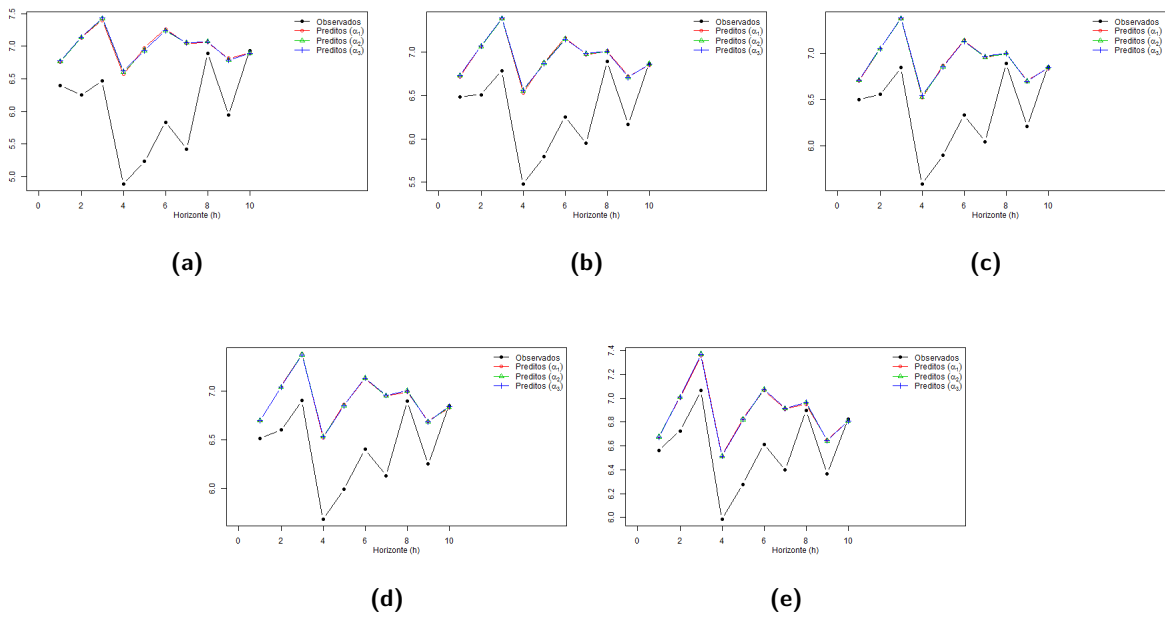 7.5
7.0
6.5
6.0
5.5
5.0
0 2 4 6 8 10
Horizonte (h)
Observados
Preditos (α₁)
Preditos (α₂)
Preditos (α₃)
(a)
7.0
6.5
6.0
5.5
0 2 4 6 8 10
Horizonte (h)
Observados
Preditos (α₁)
Preditos (α₂)
Preditos (α₃)
(b)
7.0
6.5
6.0
0 2 4 6 8 10
Horizonte (h)
Observados
Preditos (α₁)
Preditos (α₂)
Preditos (α₃)
(c)
7.0
6.5
6.0
0 2 4 6 8 10
Horizonte (h)
Observados
Preditos (α₁)
Preditos (α₂)
Preditos (α₃)
(d)
7.4
7.2
7.0
6.8
6.6
6.4
6.2
6.0
0 2 4 6 8 10
Horizonte (h)
Observados
Preditos (α₁)
Preditos (α₂)
Preditos (α₃)
(e)